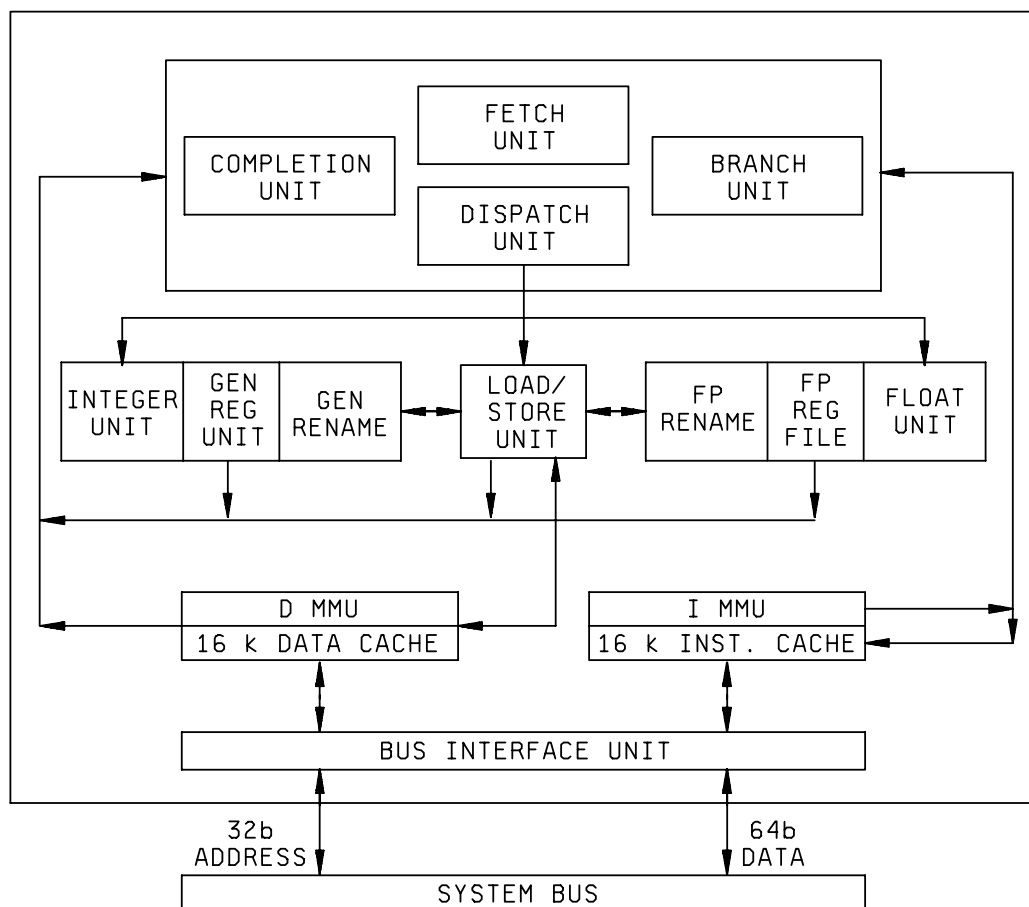 FETCH
UNIT
COMPLETION
UNIT
BRANCH
UNIT
DISPATCH
UNIT
INTEGER
UNIT
GEN
REG
UNIT
GEN
RENAME
LOAD/
STORE
UNIT
FP
RENAME
FP
REG
FILE
FLOAT
UNIT
D MMU
16 k DATA CACHE
I MMU
16 k INST. CACHE
BUS INTERFACE UNIT
32b
ADDRESS
64b
DATA
SYSTEM BUS